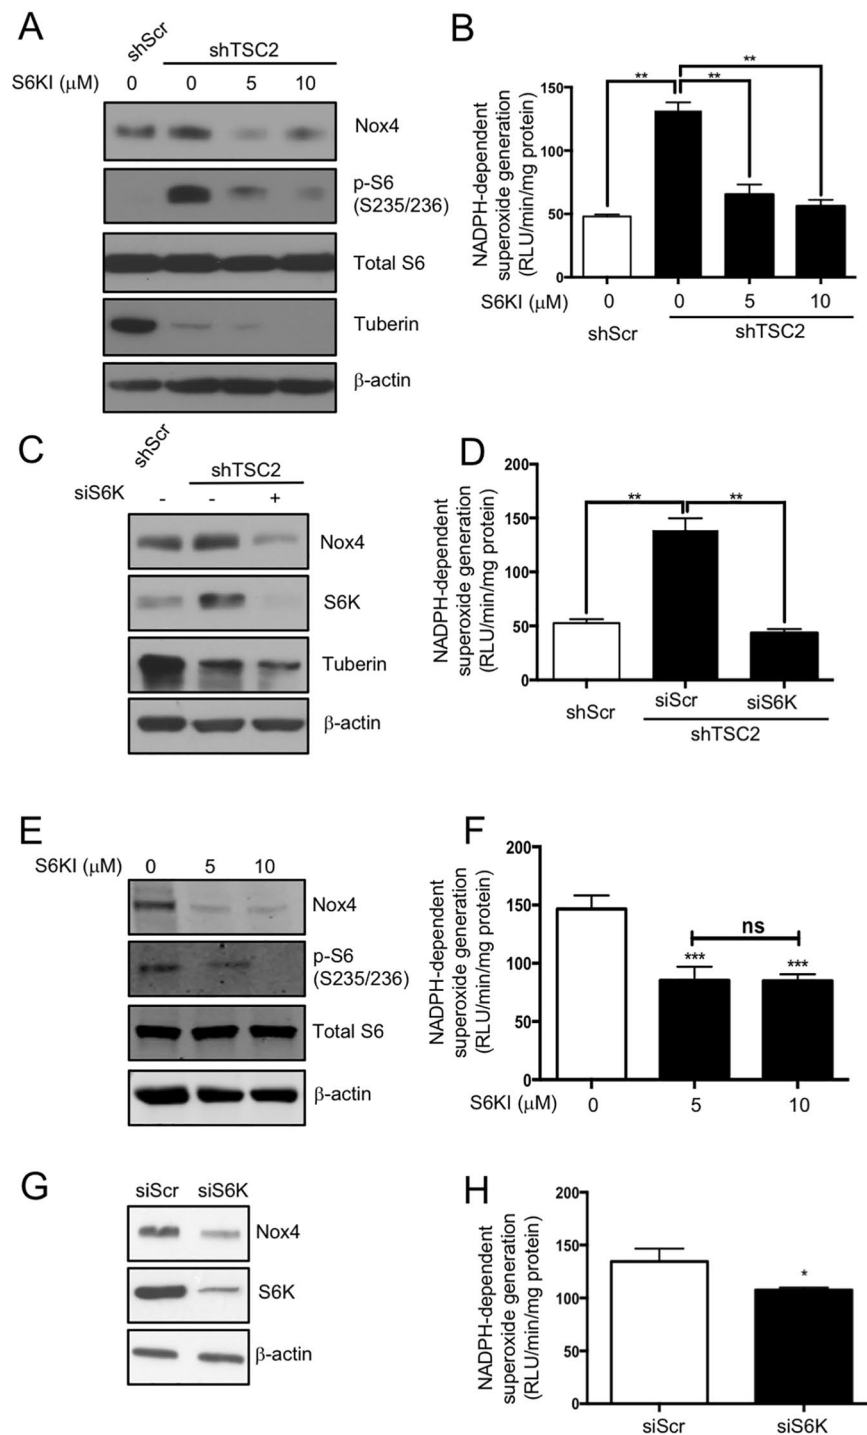 A
shScr
shTSC2
S6KI (μM) 0 0 5 10
Nox4
p-S6
(S235/236)
Total S6
Tuberin
β-actin
B
NADPH-dependent
superoxide generation
(RLU/min/mg protein)
150
100
50
0
**
**
**
S6KI (μM) 0 0 5 10
shScr
shTSC2
C
shScr
shTSC2
siS6K - - +
Nox4
S6K
Tuberin
β-actin
D
NADPH-dependent
superoxide generation
(RLU/min/mg protein)
200
150
100
50
0
** **
shScr siScr siS6K
shTSC2
E
S6KI (μM) 0 5 10
Nox4
p-S6
(S235/236)
Total S6
β-actin
F
NADPH-dependent
superoxide generation
(RLU/min/mg protein)
200
150
100
50
0
ns
*** ***
S6KI (μM) 0 5 10
G
siScr siS6K
Nox4
S6K
β-actin
H
NADPH-dependent
superoxide generation
(RLU/min/mg protein)
200
150
100
50
0
*
siScr siS6K